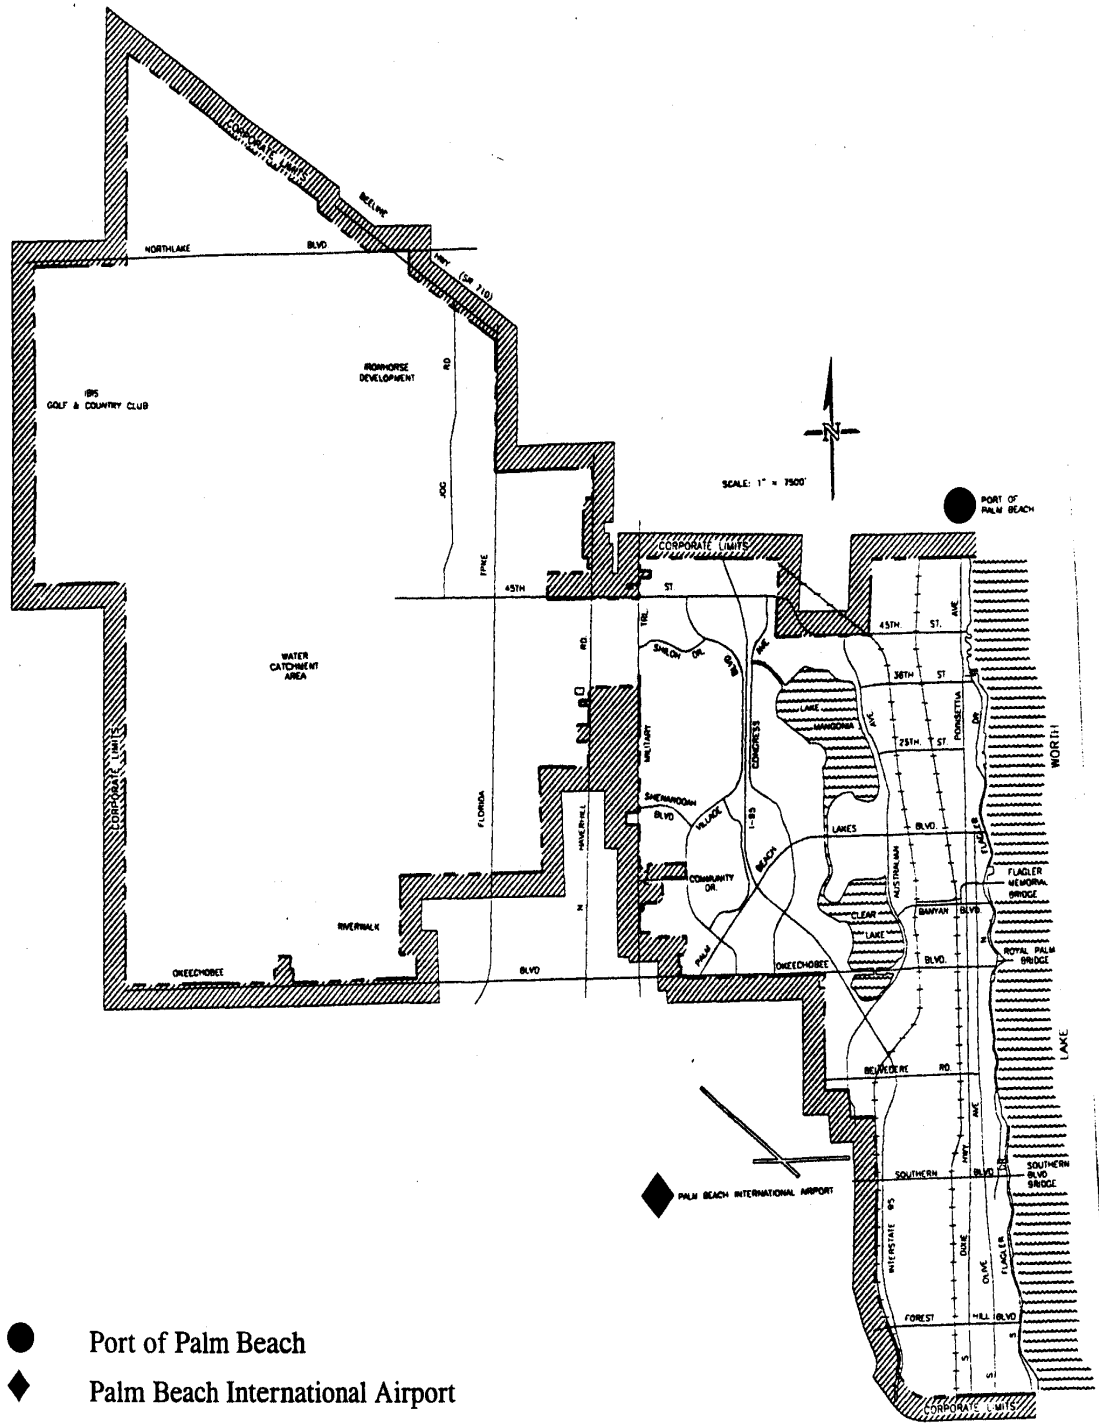 CORPORATE LIMITS
BEELINE
HWY (SR 710)
NORTHLAKE BLVD
IBIS
GOLF & COUNTRY CLUB
IRONHORSE
DEVELOPMENT
JOG RD
N
SCALE: 1" = 7500'
PORT OF
PALM BEACH
CORPORATE LIMITS
45TH ST.
45TH. ST.
FLORIDA TPKE
N HAVERHILL RD.
MILITARY TRL.
SHILOH DR.
BLVD
CONGRESS AVE
36TH ST
25TH. ST.
LAKE
MANGONIA
AUSTRALIAN AVE
POINSETTIA AVE
WATER
CATCHMENT
AREA
CORPORATE LIMITS
SHENANDOAH
BLVD
VILLAGE
I-95
COMMUNITY
DR.
PALM BEACH LAKES BLVD.
N FLAGLER DR
FLAGLER
MEMORIAL
BRIDGE
CLEAR
LAKE
BANYAN BLVD.
ROYAL PALM
BRIDGE
RIVERWALK
OKEECHOBEE BLVD
OKEECHOBEE BLVD.
LAKE WORTH
BELVEDERE RD.
SOUTHERN BLVD
SOUTHERN
BLVD
BRIDGE
PALM BEACH INTERNATIONAL AIRPORT
INTERSTATE 95
S DIXIE HWY
S OLIVE AVE
S FLAGLER DR
FOREST HILL BLVD
CORPORATE LIMITS
Port of Palm Beach
Palm Beach International Airport